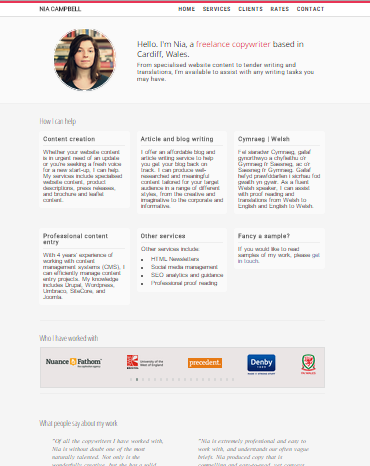 NIA CAMPBELL
HOME SERVICES CLIENTS RATES CONTACT
Hello. I'm Nia, a freelance copywriter based in
Cardiff, Wales.
From specialised website content to tender writing and
translations, I'm available to assist with any writing tasks you
may have.
How I can help
Content creation
Whether your website content
is in urgent need of an update
or you're seeking a fresh voice
for a new start-up, I can help.
My services include specialised
website content, product
descriptions, press releases,
and brochure and leaflet
content.
Article and blog writing
I offer an affordable blog and
article writing service to help
you get your blog back on
track. I can produce well-
researched and meaningful
content tailored for your target
audience in a range of different
styles, from the creative and
imaginative to the corporate and
informative.
Cymraeg | Welsh
Fel siaradwr Cymraeg, gallaf
gynorthwyo a chyfieithu o'r
Gymraeg i'r Saesneg, ac o'r
Saesneg i'r Gymraeg. Gallaf
hefyd prawfddarllen i sicrhau fod
gwaith yn gywir. As a fluent
Welsh speaker, I can assist
with proof reading and
translations from Welsh to
English and English to Welsh.
Professional content
entry
With 4 years' experience of
working with content
management systems (CMS), I
can efficiently manage content
entry projects. My knowledge
includes Drupal, Wordpress,
Umbraco, SiteCore, and
Joomla.
Other services
Other services include:
HTML Newsletters
Social media management
SEO analytics and guidance
Professional proof reading
Fancy a sample?
If you would like to read
samples of my work, please get
in touch.
Who I have worked with
Nuance & Fathom
University of the
West of England
precedent.
Denby
What people say about my work
"Of all the copywriters I have worked with,
Nia is without doubt one of the most
naturally talented. Not only is she
"Nia is extremely professional and easy to
work with, and understands our often vague
briefs. Nia produced copy that is